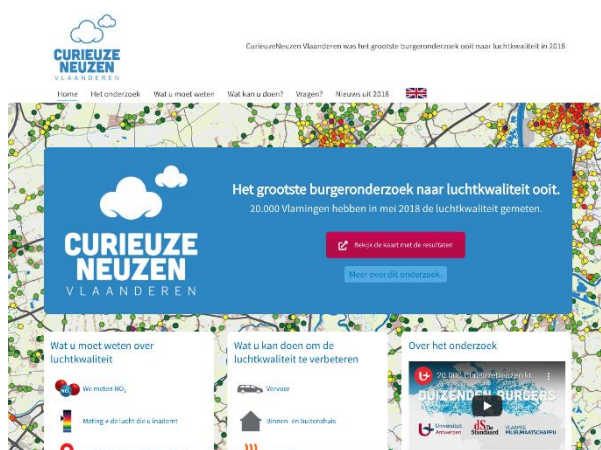 CURIEUZE
NEUZEN
VLAANDEREN
CurieuzeNeuzen Vlaanderen was het grootste burgeronderzoek ooit naar luchtkwaliteit in 2018
Home Het onderzoek Wat u moet weten Wat kan u doen? Vragen? Nieuws uit 2018
CURIEUZE
NEUZEN
VLAANDEREN
Het grootste burgeronderzoek naar luchtkwaliteit ooit.
20.000 Vlamingen hebben in mei 2018 de luchtkwaliteit gemeten.
Bekijk de kaart met de resultaten
Meer over dit onderzoek.
Wat u moet weten over
luchtkwaliteit
We meten NO₂
Meting ≠ de lucht die u inademt
Wat u kan doen om de
luchtkwaliteit te verbeteren
Vervoer
Binnen- en buitenshuis
Over het onderzoek
20.000 CurieuzeNeuzen
DUIZENDEN BURGERS
Universiteit
Antwerpen
dS De
Standaard
VLAAMSE
MILIEUMAATSCHAPPIJ